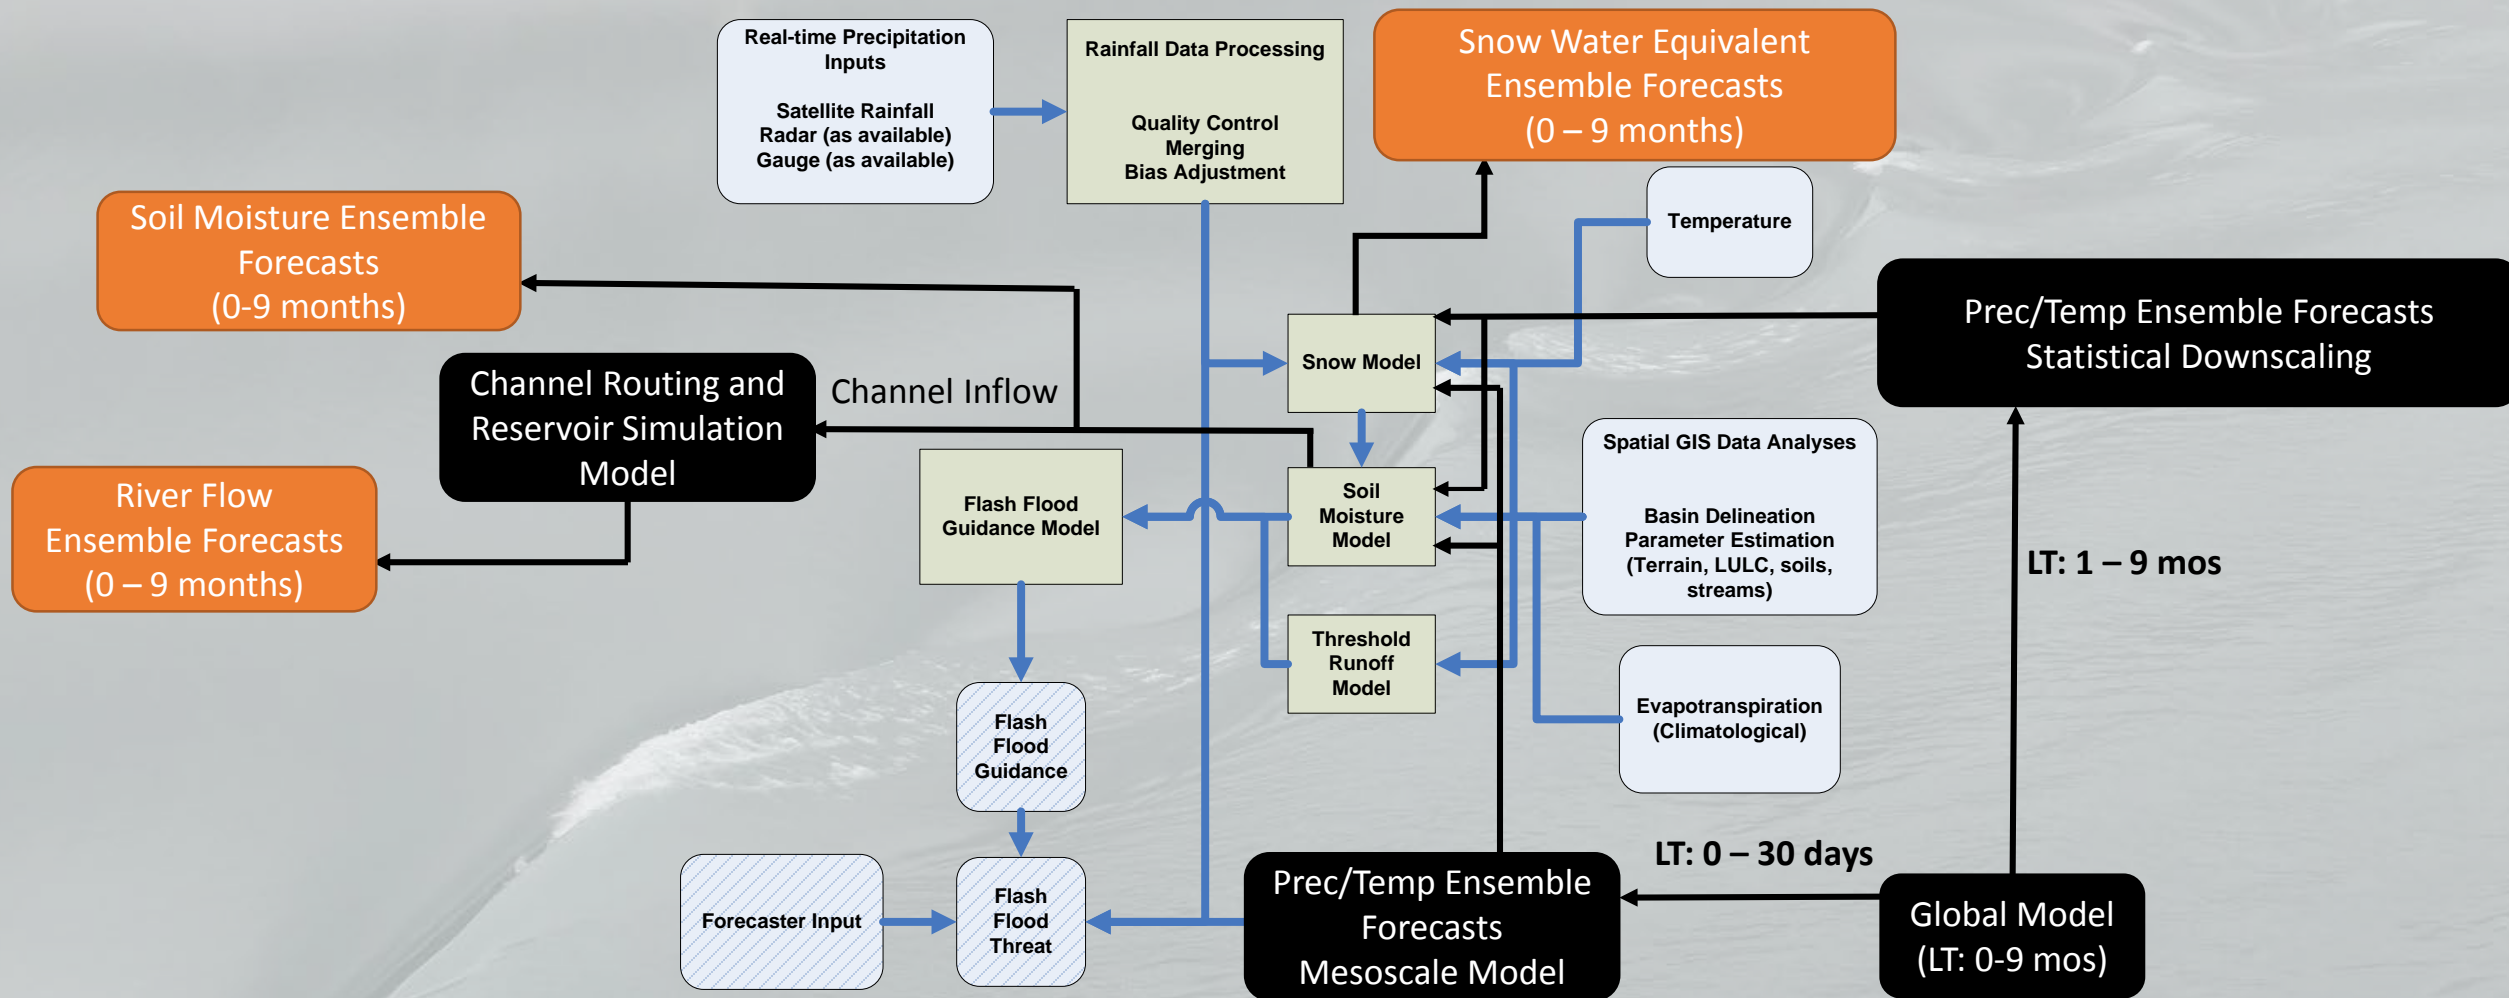 Real-time Precipitation
Inputs
Satellite Rainfall
Radar (as available)
Gauge (as available)
Rainfall Data Processing
Quality Control
Merging
Bias Adjustment
Snow Water Equivalent
Ensemble Forecasts
(0 – 9 months)
Temperature
Soil Moisture Ensemble
Forecasts
(0-9 months)
Prec/Temp Ensemble Forecasts
Statistical Downscaling
Snow Model
Channel Routing and
Reservoir Simulation
Model
Channel Inflow
Spatial GIS Data Analyses
Basin Delineation
Parameter Estimation
(Terrain, LULC, soils,
streams)
River Flow
Ensemble Forecasts
(0 – 9 months)
Flash Flood
Guidance Model
Soil
Moisture
Model
LT: 1 – 9 mos
Threshold
Runoff
Model
Evapotranspiration
(Climatological)
Flash
Flood
Guidance
LT: 0 – 30 days
Forecaster Input
Flash
Flood
Threat
Prec/Temp Ensemble
Forecasts
Mesoscale Model
Global Model
(LT: 0-9 mos)